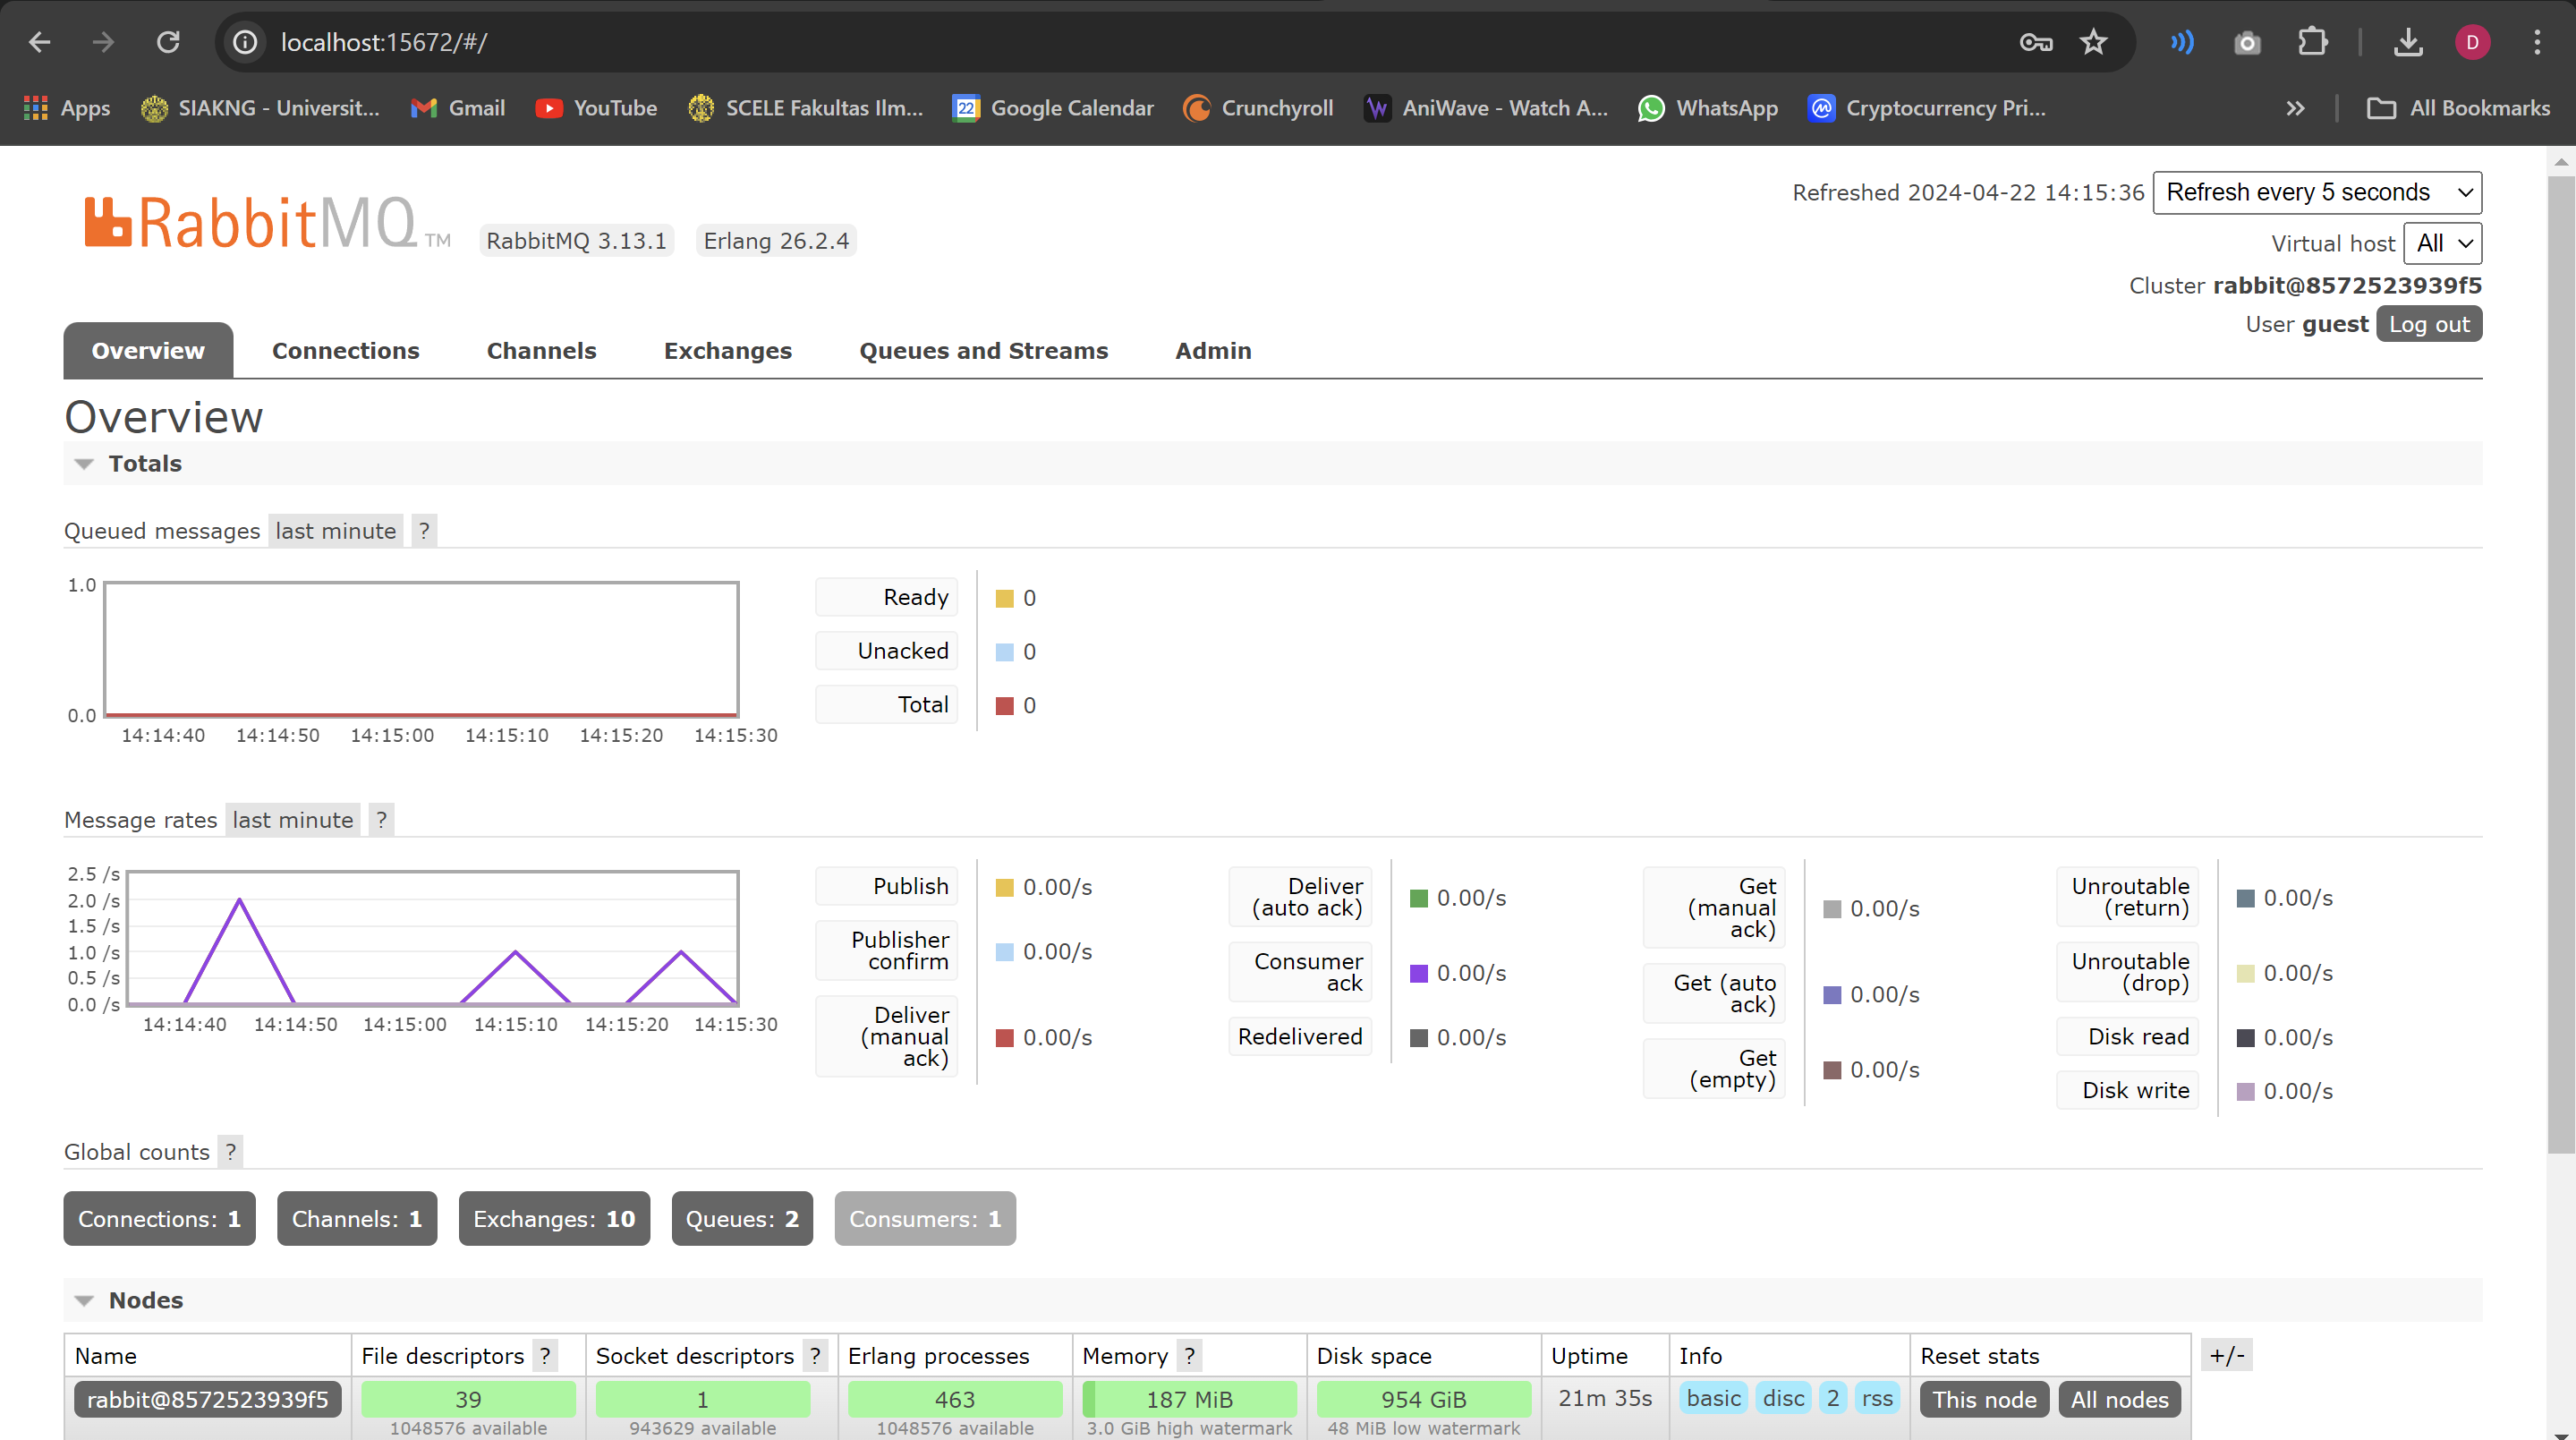 localhost:15672/#/
Apps
SIAKNG - Universit...
Gmail
YouTube
SCELE Fakultas Ilm...
22
Google Calendar
Crunchyroll
AniWave - Watch A...
WhatsApp
Cryptocurrency Pri...
All Bookmarks
D
RabbitMQ TM
RabbitMQ 3.13.1
Erlang 26.2.4
Refreshed 2024-04-22 14:15:36 Refresh every 5 seconds
Virtual host All
Cluster rabbit@8572523939f5
User guest Log out
Overview
Connections
Channels
Exchanges
Queues and Streams
Admin
Overview
Totals
Queued messages last minute ?
1.0
0.0
14:14:40 14:14:50 14:15:00 14:15:10 14:15:20 14:15:30
Ready 0
Unacked 0
Total 0
Message rates last minute ?
2.5 /s
2.0 /s
1.5 /s
1.0 /s
0.5 /s
0.0 /s
14:14:40 14:14:50 14:15:00 14:15:10 14:15:20 14:15:30
Publish 0.00/s
Publisher
confirm 0.00/s
Deliver
(manual
ack) 0.00/s
Deliver
(auto ack) 0.00/s
Consumer
ack 0.00/s
Redelivered 0.00/s
Get
(manual
ack) 0.00/s
Get (auto
ack) 0.00/s
Get
(empty) 0.00/s
Unroutable
(return) 0.00/s
Unroutable
(drop) 0.00/s
Disk read 0.00/s
Disk write 0.00/s
Global counts ?
Connections: 1
Channels: 1
Exchanges: 10
Queues: 2
Consumers: 1
Nodes
Name File descriptors ? Socket descriptors ? Erlang processes Memory ? Disk space Uptime Info Reset stats +/-
rabbit@8572523939f5 39 1 463 187 MiB 954 GiB 21m 35s basic disc 2 rss This node All nodes
1048576 available 943629 available 1048576 available 3.0 GiB high watermark 48 MiB low watermark